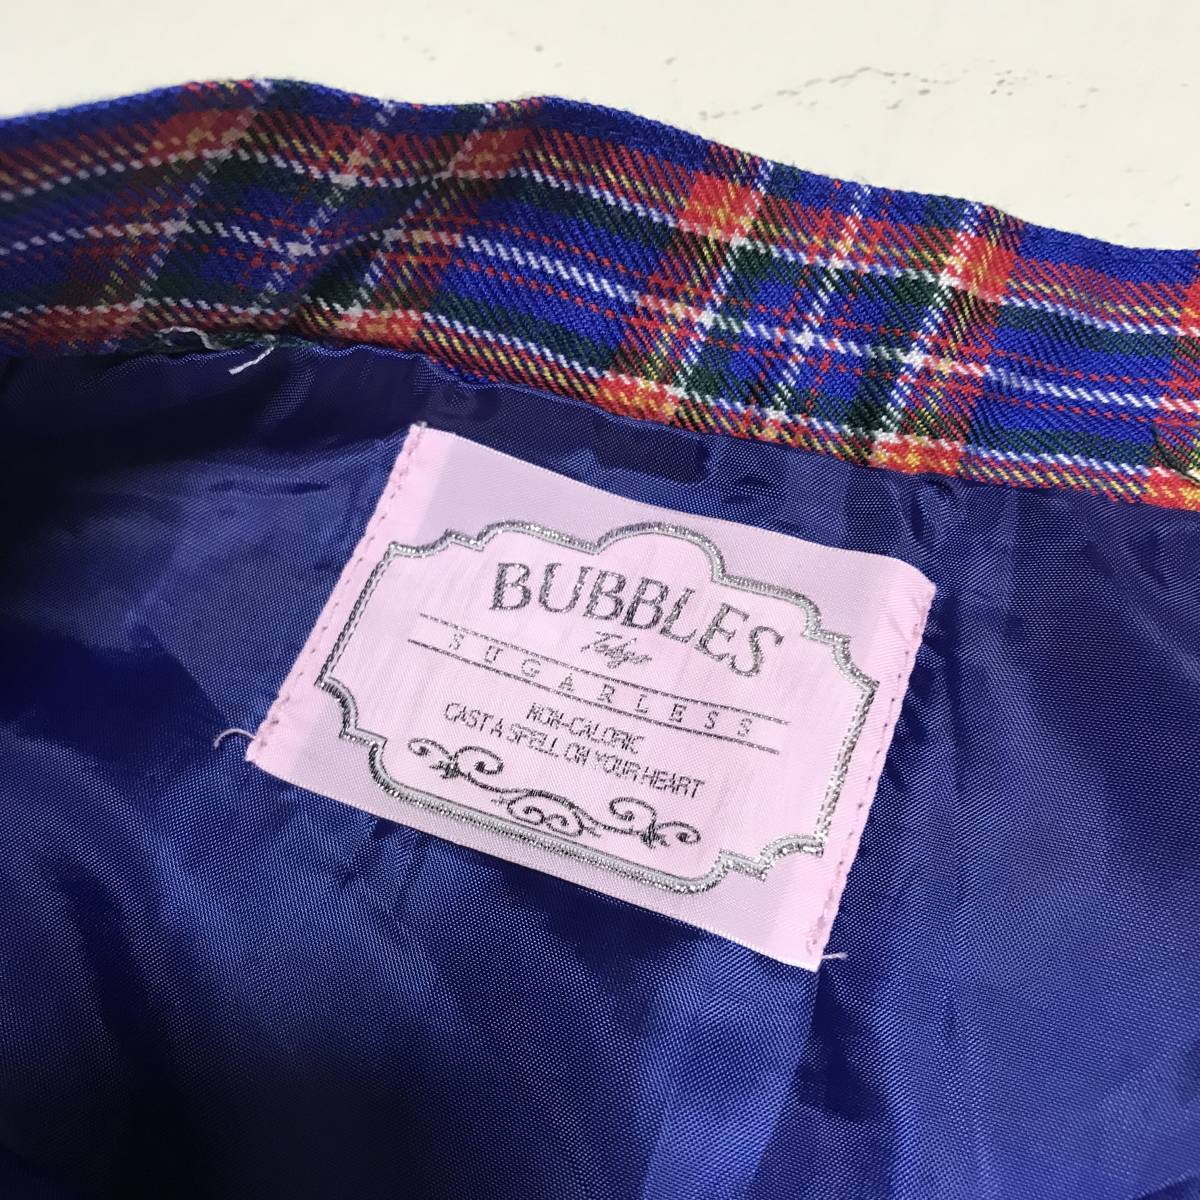 BUBBLES
Tokyo
SUGARLESS
NON-CALORIC
CAST A SPELL ON YOUR HEART